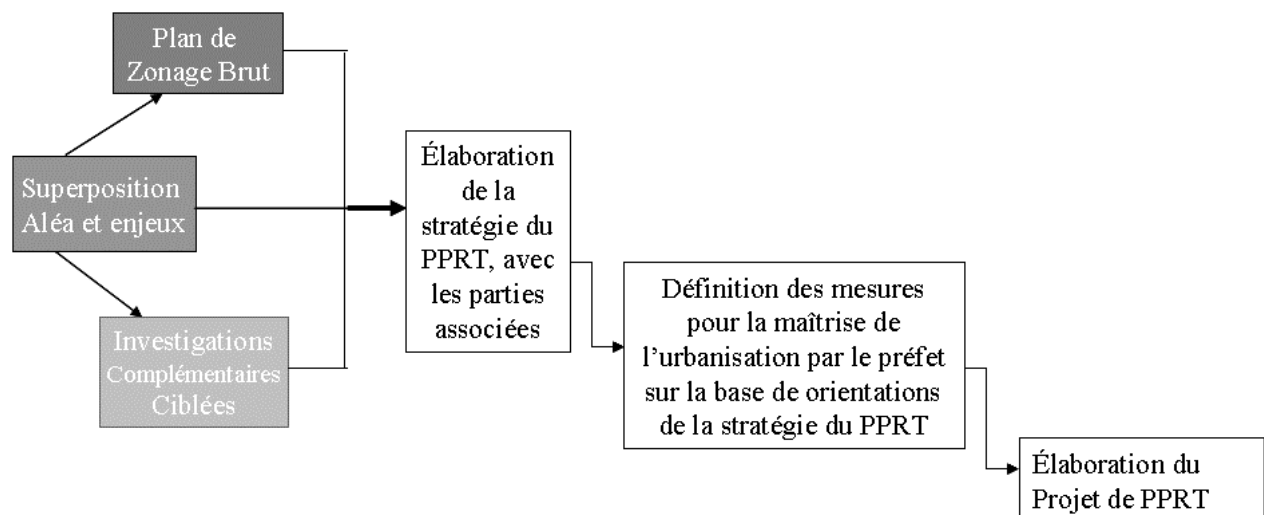 Plan de
Zonage Brut
Superposition
Aléa et enjeux
Investigations
Complémentaires
Ciblées
Élaboration
de la
stratégie du
PPRT, avec
les parties
associées
Définition des mesures
pour la maîtrise de
l’urbanisation par le préfet
sur la base de orientations
de la stratégie du PPRT
Élaboration du
Projet de PPRT